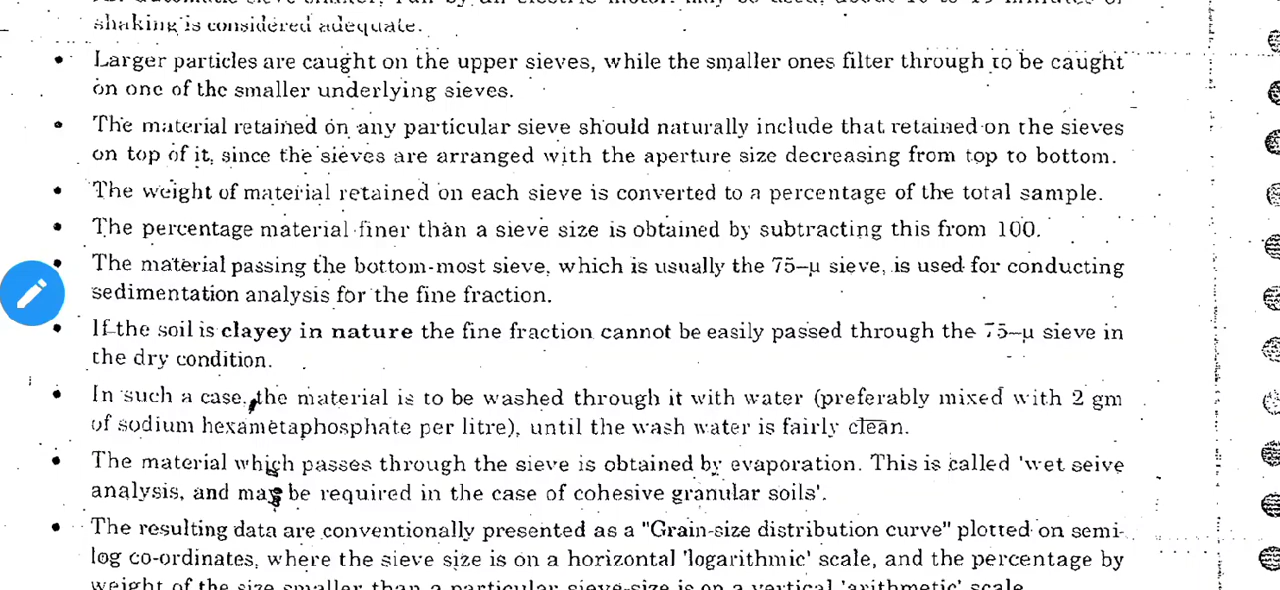 shaking is considered adequate.
• Larger particles are caught on the upper sieves, while the smaller ones filter through to be caught
on one of the smaller underlying sieves.
• The material retained on any particular sieve should naturally include that retained on the sieves
on top of it, since the sieves are arranged with the aperture size decreasing from top to bottom.
• The weight of material retained on each sieve is converted to a percentage of the total sample.
• The percentage material finer than a sieve size is obtained by subtracting this from 100.
• The material passing the bottom-most sieve, which is usually the 75–μ sieve, is used for conducting
sedimentation analysis for the fine fraction.
• If the soil is clayey in nature the fine fraction cannot be easily passed through the 75–μ sieve in
the dry condition.
• In such a case, the material is to be washed through it with water (preferably mixed with 2 gm
of sodium hexametaphosphate per litre), until the wash water is fairly clean.
• The material which passes through the sieve is obtained by evaporation. This is called 'wet seive
analysis, and may be required in the case of cohesive granular soils'.
• The resulting data are conventionally presented as a "Grain-size distribution curve" plotted on semi-
log co-ordinates, where the sieve size is on a horizontal 'logarithmic' scale, and the percentage by
weight of the size smaller than a particular sieve-size is on a vertical 'arithmetic' scale.